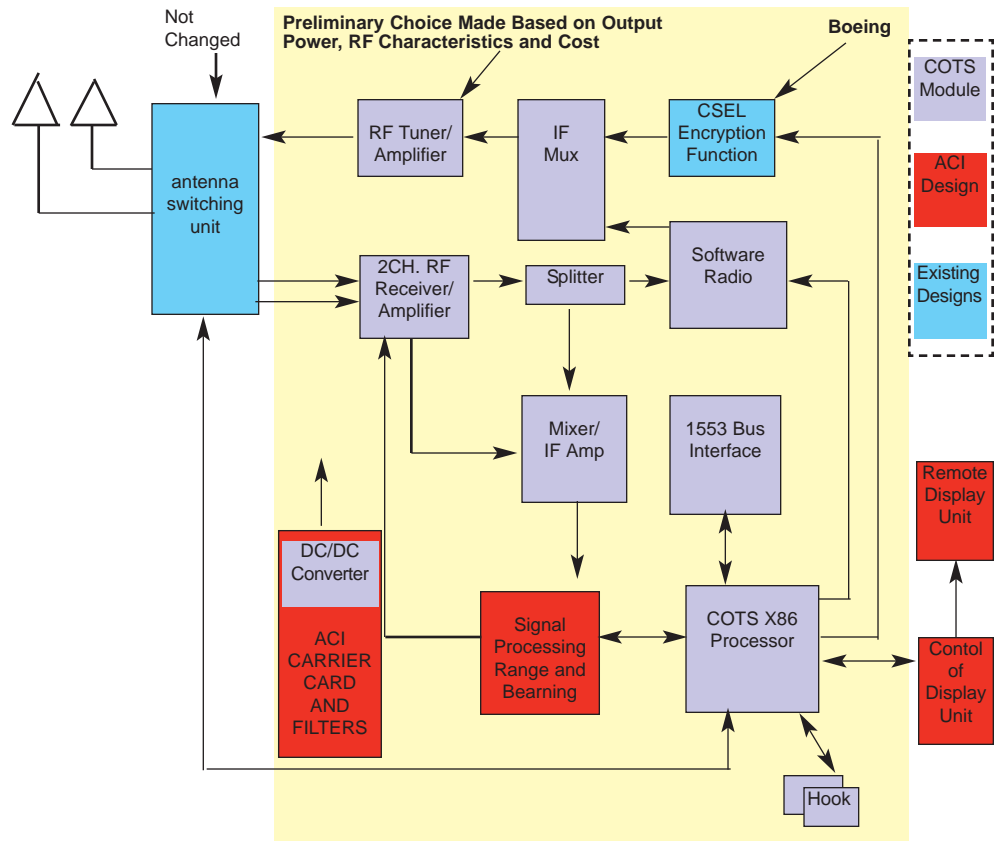 Not
Changed
Preliminary Choice Made Based on Output
Power, RF Characteristics and Cost
Boeing
COTS
Module
ACI
Design
Existing
Designs
RF Tuner/
Amplifier
IF
Mux
CSEL
Encryption
Function
antenna
switching
unit
2CH. RF
Receiver/
Amplifier
Splitter
Software
Radio
Mixer/
IF Amp
1553 Bus
Interface
Remote
Display
Unit
DC/DC
Converter
ACI
CARRIER
CARD
AND
FILTERS
Signal
Processing
Range and
Bearning
COTS X86
Processor
Contol
of
Display
Unit
Hook